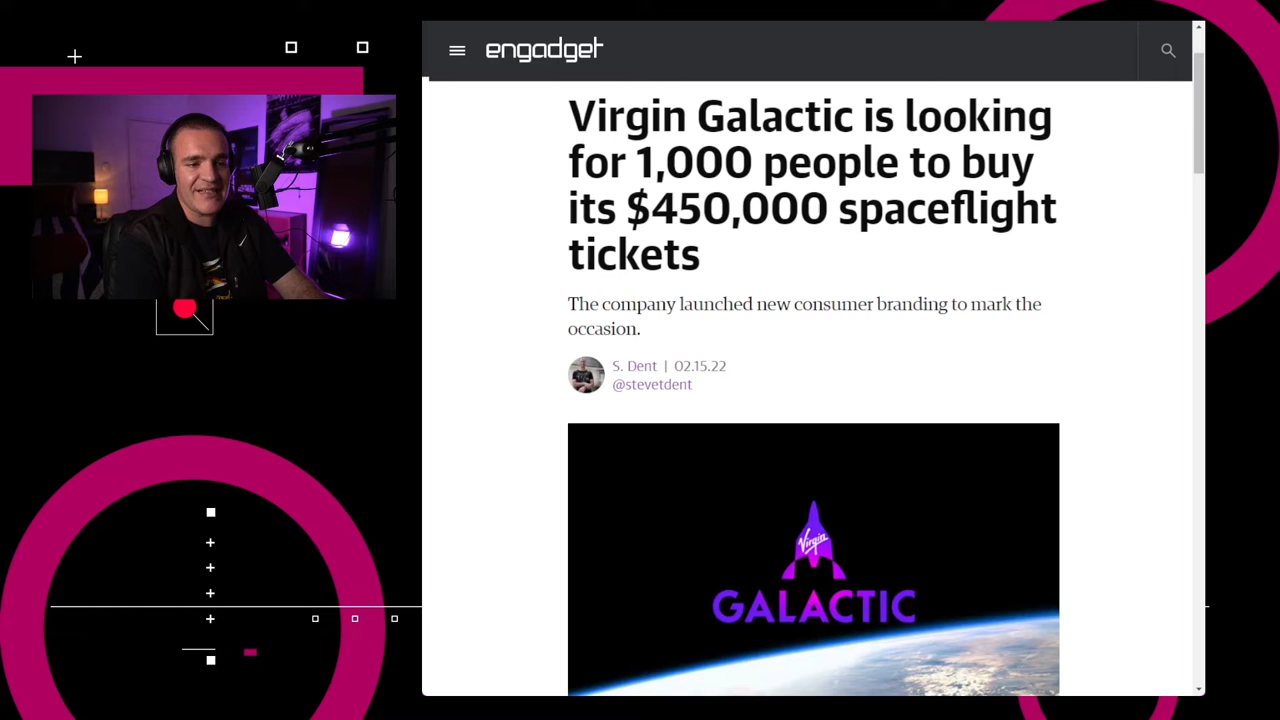 engadget
Virgin Galactic is looking
for 1,000 people to buy
its $450,000 spaceflight
tickets
The company launched new consumer branding to mark the
occasion.
S. Dent | 02.15.22
@stevetdent
Virgin
GALACTIC